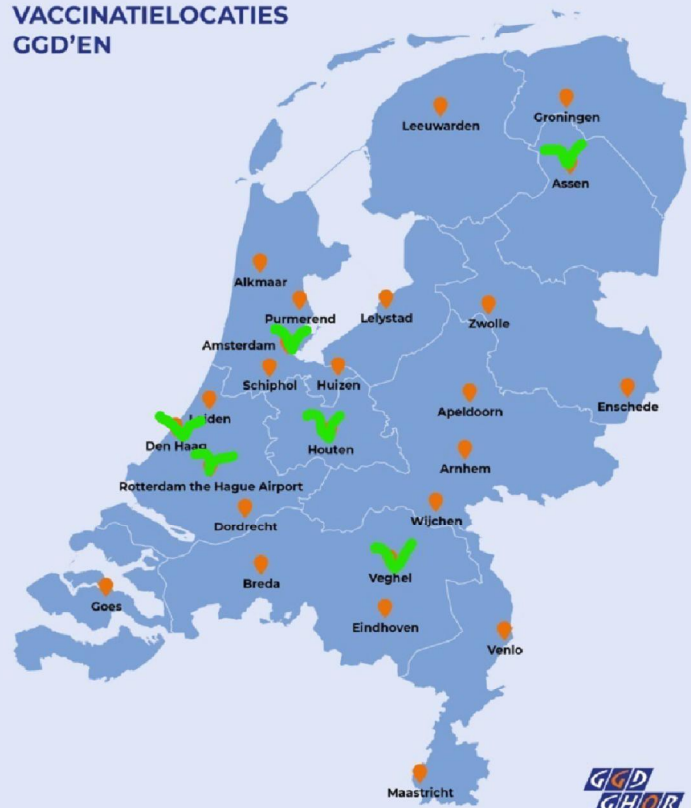 VACCINATIELOCATIES
GGD'EN
Leeuwarden
Groningen
Assen
Alkmaar
Purmerend
Lelystad
Zwolle
Amsterdam
Schiphol
Huizen
Apeldoorn
Enschede
Leiden
Den Haag
Houten
Arnhem
Rotterdam the Hague Airport
Dordrecht
Wijchen
Breda
Veghel
Goes
Eindhoven
Venlo
Maastricht
GGD
GHOR